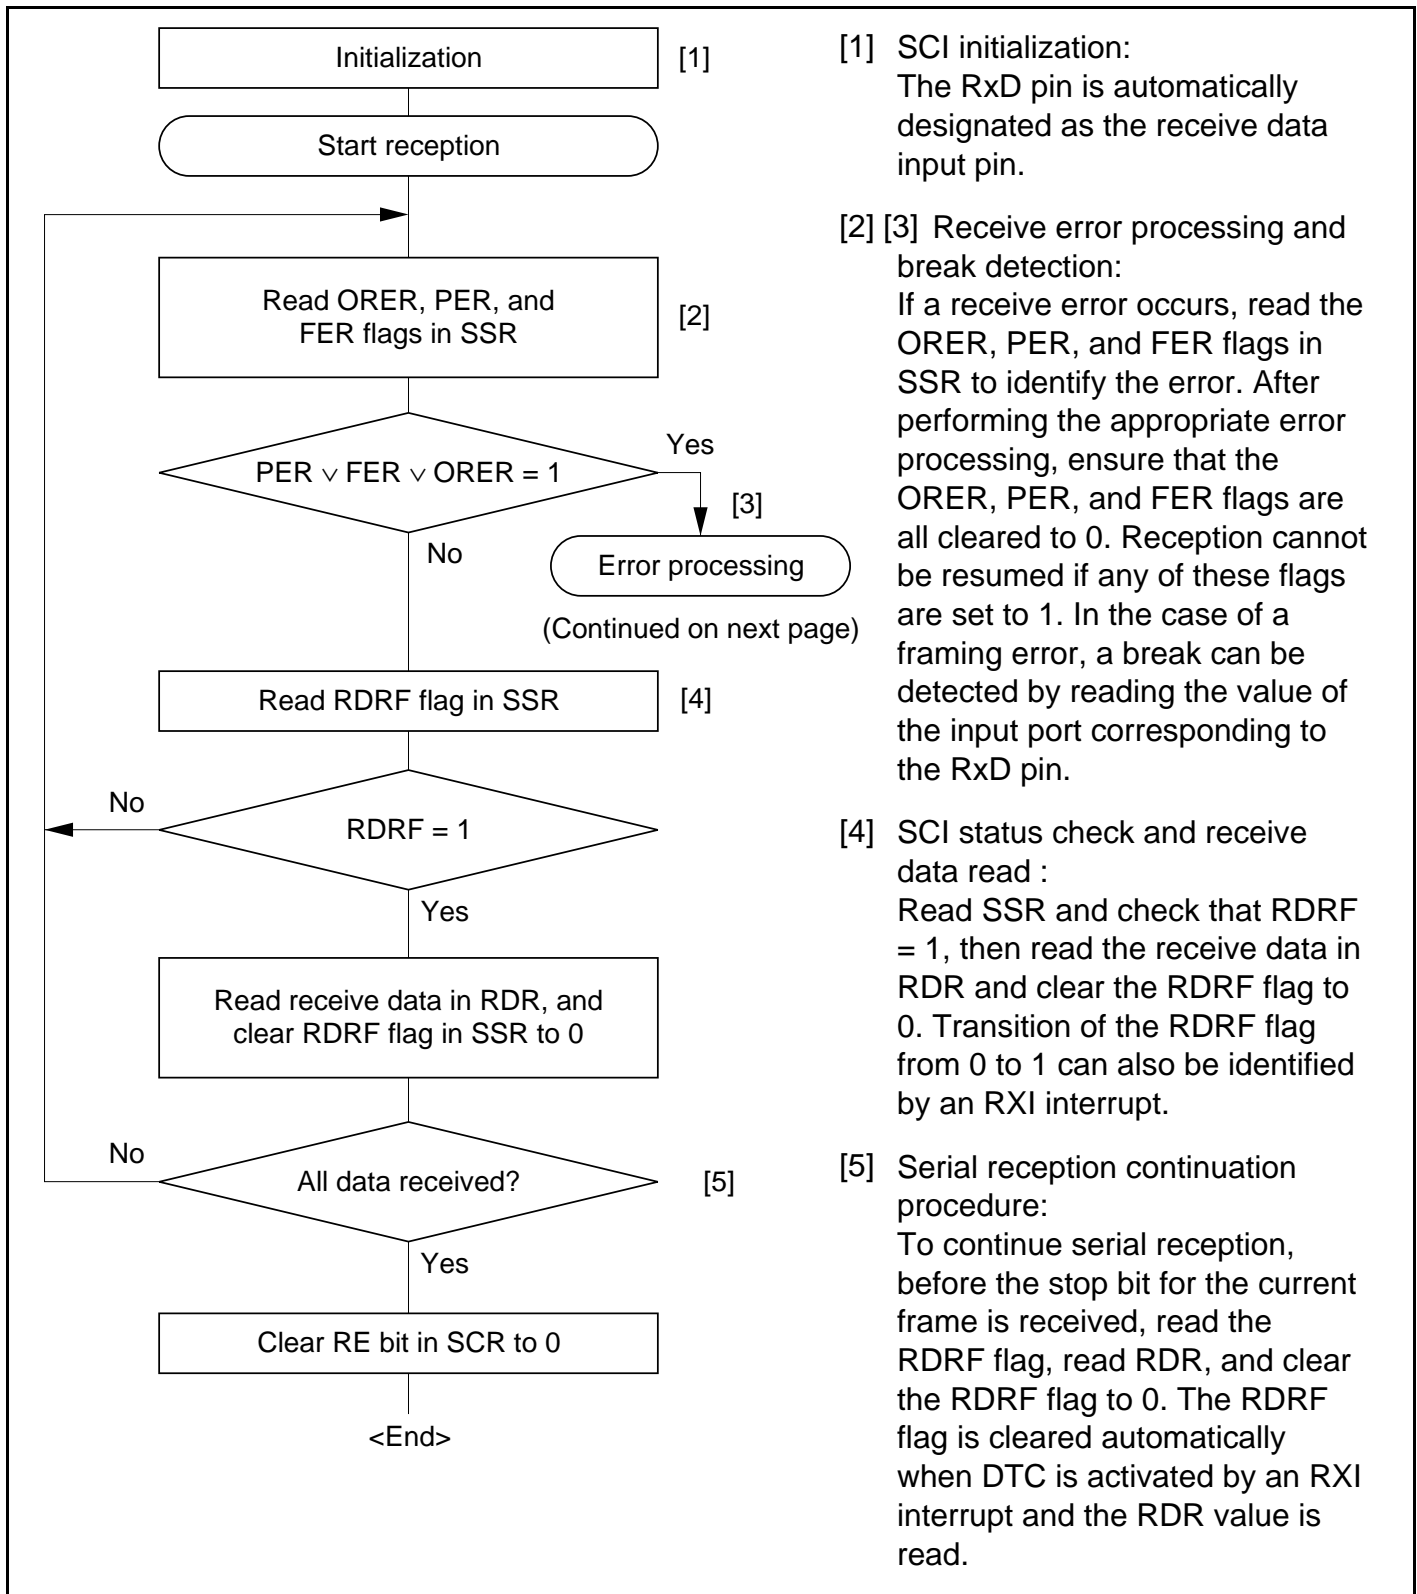 Initialization
[1]
Start reception
Read ORER, PER, and
FER flags in SSR
[2]
PER ∨ FER ∨ ORER = 1
Yes
[3]
No
Error processing
(Continued on next page)
Read RDRF flag in SSR
[4]
No
RDRF = 1
Yes
Read receive data in RDR, and
clear RDRF flag in SSR to 0
No
All data received?
[5]
Yes
Clear RE bit in SCR to 0
<End>
[1] SCI initialization:
The RxD pin is automatically
designated as the receive data
input pin.
[2] [3] Receive error processing and
break detection:
If a receive error occurs, read the
ORER, PER, and FER flags in
SSR to identify the error. After
performing the appropriate error
processing, ensure that the
ORER, PER, and FER flags are
all cleared to 0. Reception cannot
be resumed if any of these flags
are set to 1. In the case of a
framing error, a break can be
detected by reading the value of
the input port corresponding to
the RxD pin.
[4] SCI status check and receive
data read :
Read SSR and check that RDRF
= 1, then read the receive data in
RDR and clear the RDRF flag to
0. Transition of the RDRF flag
from 0 to 1 can also be identified
by an RXI interrupt.
[5] Serial reception continuation
procedure:
To continue serial reception,
before the stop bit for the current
frame is received, read the
RDRF flag, read RDR, and clear
the RDRF flag to 0. The RDRF
flag is cleared automatically
when DTC is activated by an RXI
interrupt and the RDR value is
read.